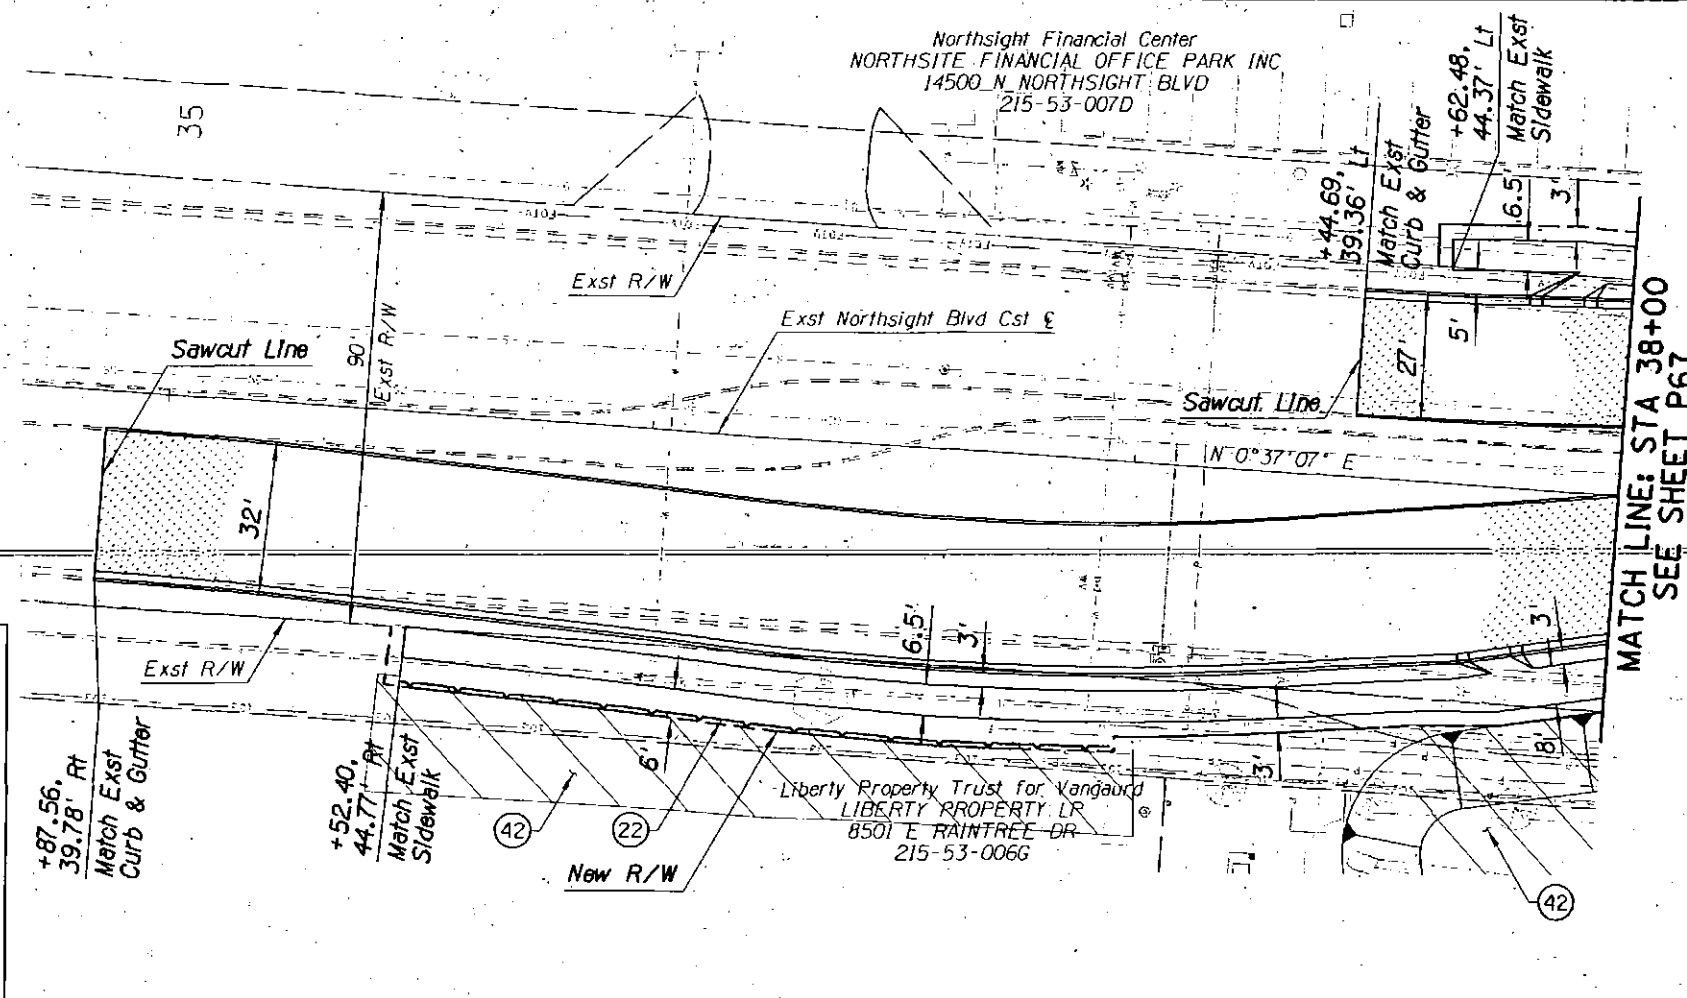 Northsight Financial Center
NORTHSITE FINANCIAL OFFICE PARK INC
14500 N NORTHSIGHT BLVD
215-53-007D
35
+44.69,
39.36' Lt
Match Exst
Curb & Gutter
+62.48,
44.37' Lt
Match Exst
Sidewalk
6.5'
3'
Exst R/W
90'
Exst R/W
Exst Northsight Blvd Cst ℄
Sawcut Line
Sawcut Line
27'
5'
N 0°37'07" E
32'
MATCH LINE: STA 38+00
SEE SHEET P67
Exst R/W
6.5'
3'
3'
6'
3'
8'
+87.56,
39.78' Rt
Match Exst
Curb & Gutter
+52.40,
44.77' Rt
Match Exst
Sidewalk
42
22
New R/W
Liberty Property Trust for Vangaurd
LIBERTY PROPERTY LP
8501 E RAINTREE DR
215-53-006G
42